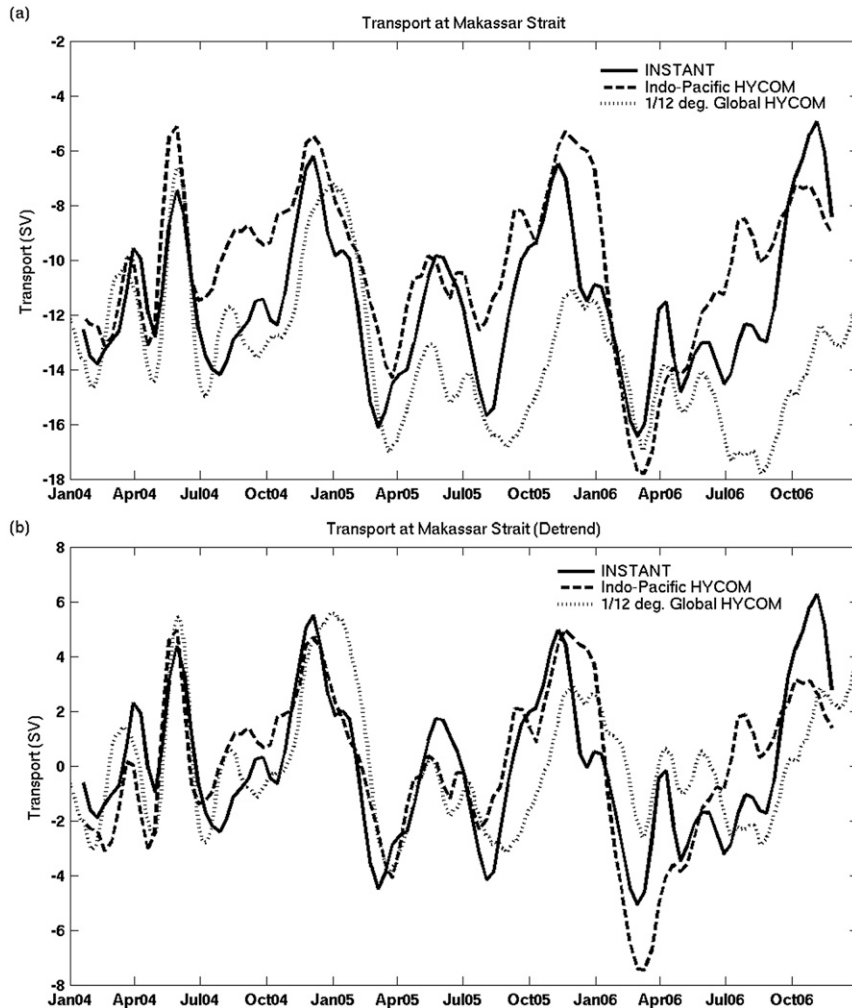 (a)
Transport at Makassar Strait
-2
-4
-6
-8
-10
-12
-14
-16
-18
Transport (SV)
INSTANT
Indo-Pacific HYCOM
1/12 deg. Global HYCOM
Jan04 Apr04 Jul04 Oct04 Jan05 Apr05 Jul05 Oct05 Jan06 Apr06 Jul06 Oct06
(b)
Transport at Makassar Strait (Detrend)
8
6
4
2
0
-2
-4
-6
-8
Transport (SV)
INSTANT
Indo-Pacific HYCOM
1/12 deg. Global HYCOM
Jan04 Apr04 Jul04 Oct04 Jan05 Apr05 Jul05 Oct05 Jan06 Apr06 Jul06 Oct06